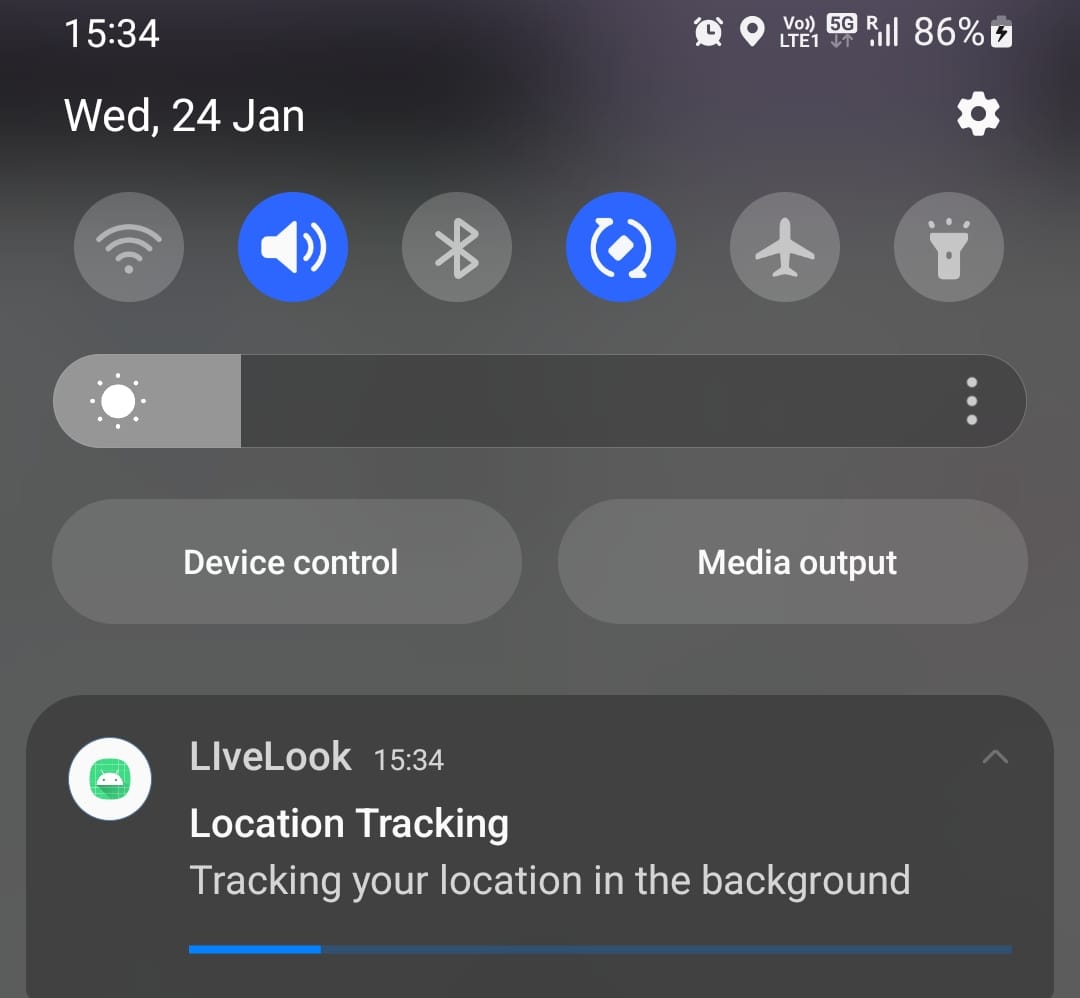 15:34 Vo)) LTE1 5G R 86%
Wed, 24 Jan
Device control Media output
LIveLook 15:34
Location Tracking
Tracking your location in the background